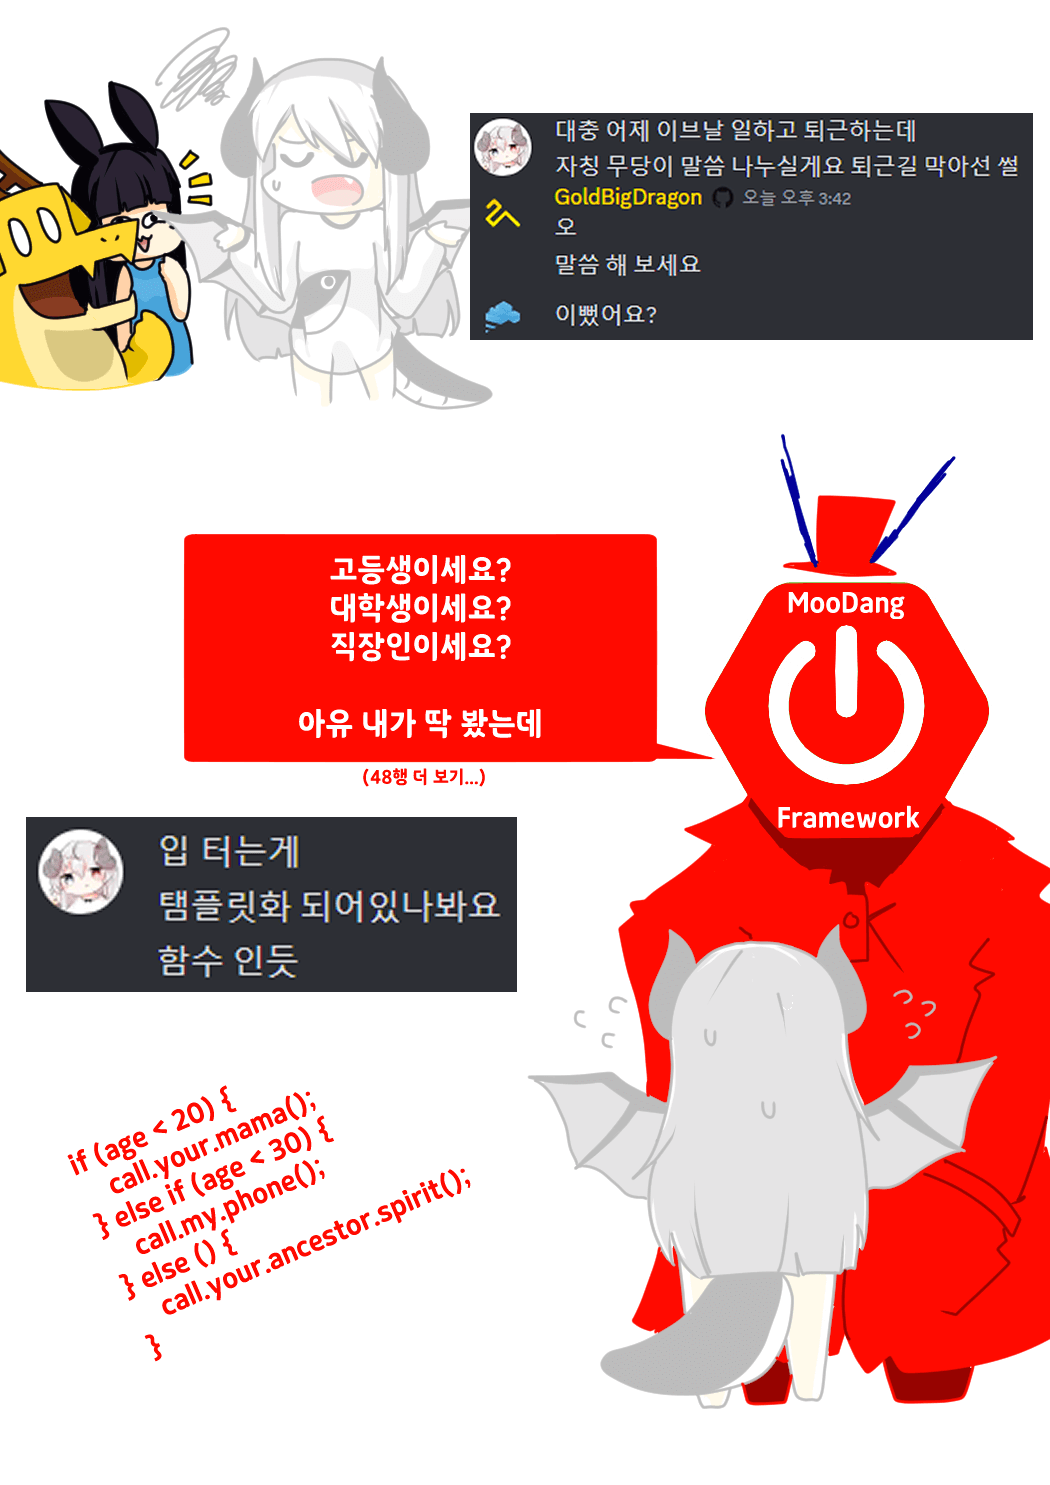 대충 어제 이브날 일하고 퇴근하는데
자칭 무당이 말씀 나누실게요 퇴근길 막아선 썰
GoldBigDragon 오늘 오후 3:42
오
말씀 해 보세요
이뻤어요?
고등생이세요?
대학생이세요?
직장인이세요?
아유 내가 딱 봤는데
(48행 더 보기...)
MooDang
Framework
입 터는게
탬플릿화 되어있나봐요
함수 인듯
if (age < 20) {
call.your.mama();
} else if (age < 30) {
call.my.phone();
} else () {
call.your.ancestor.spirit();
}